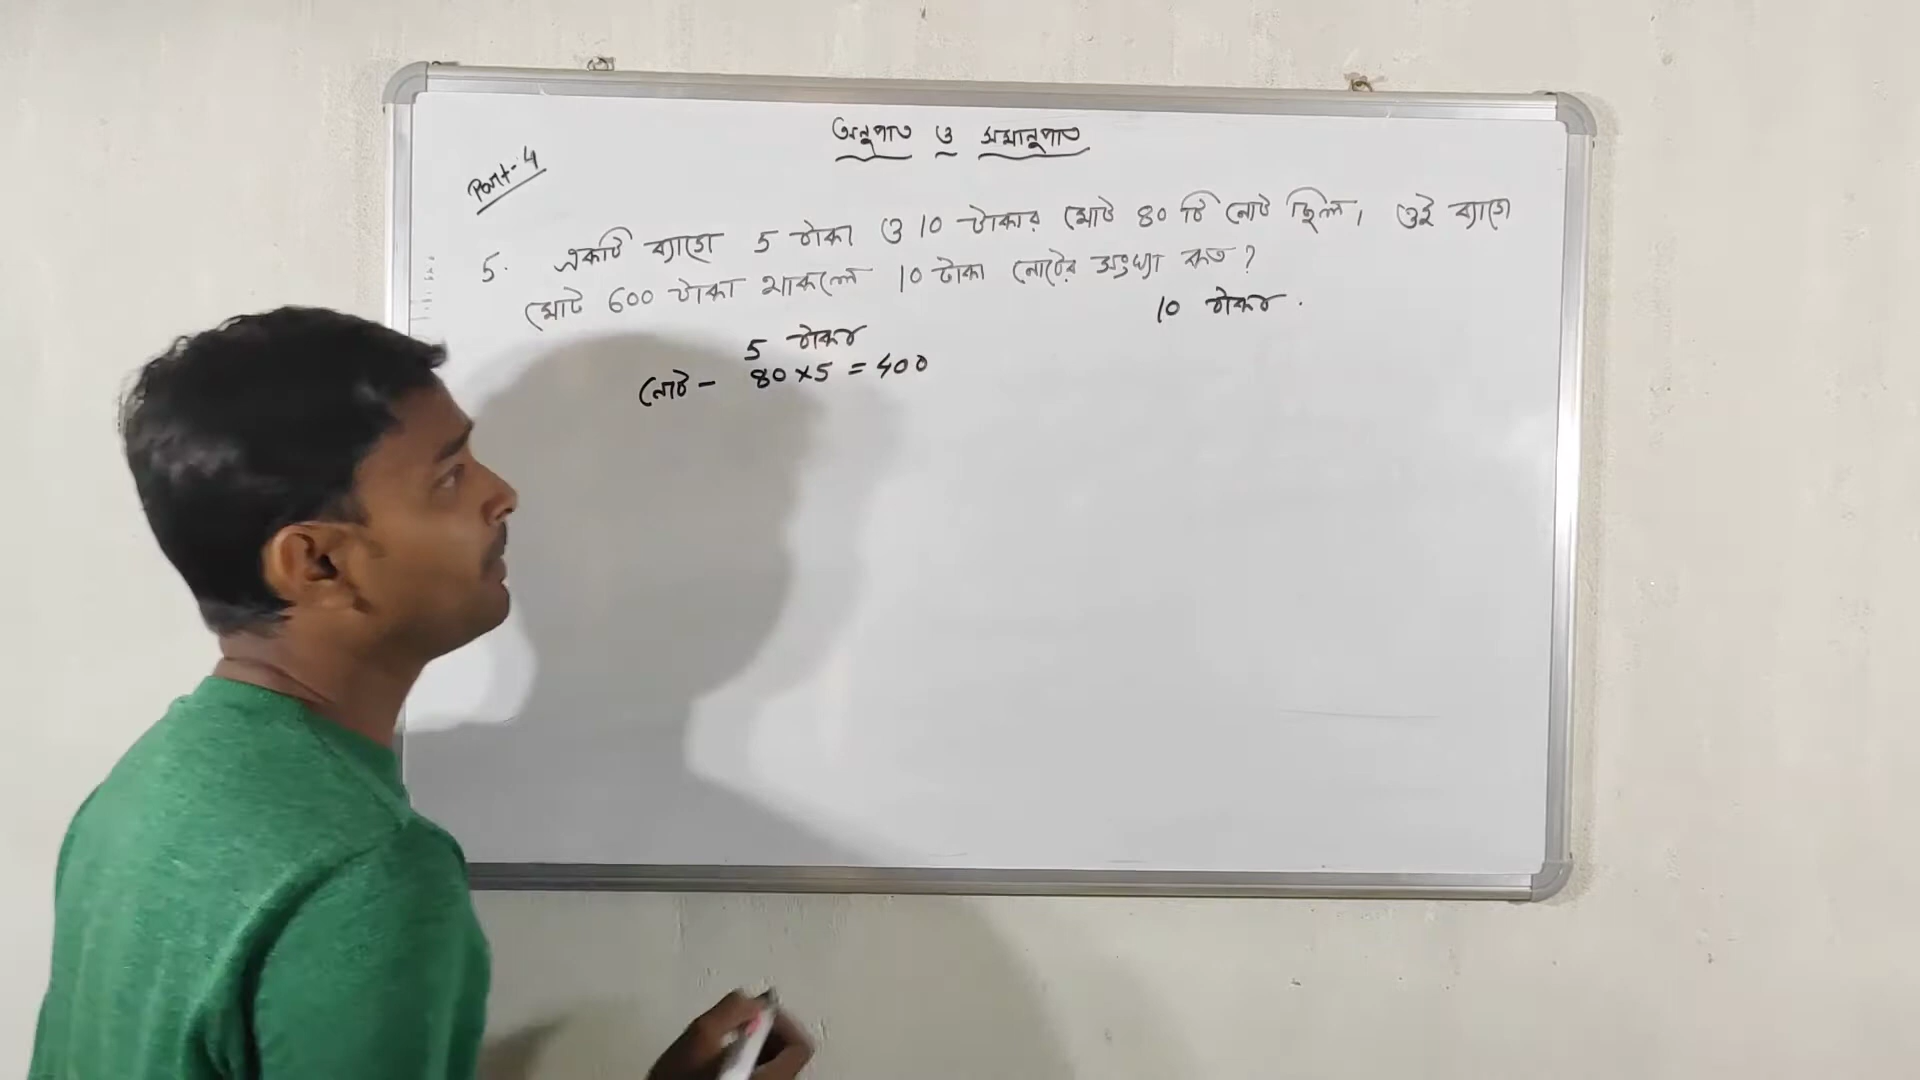 অনুপাত ও সমানুপাত
Part-4
5. একটি ব্যাগে 5 টাকা ও 10 টাকার মোট 80 টি নোট ছিল। ওই ব্যাগে
মোট 600 টাকা থাকলে 10 টাকা নোটের সংখ্যা কত?
5 টাকার
10 টাকার .
নোট - 80×5 = 400